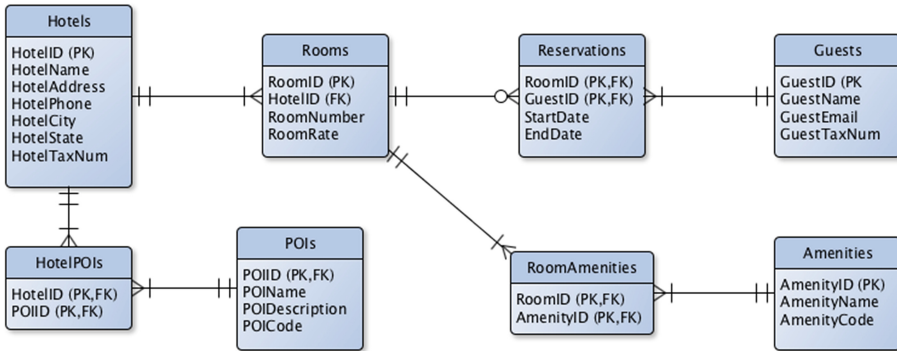 Hotels
HotelID (PK)
HotelName
HotelAddress
HotelPhone
HotelCity
HotelState
HotelTaxNum
Rooms
RoomID (PK)
HotelID (FK)
RoomNumber
RoomRate
Reservations
RoomID (PK,FK)
GuestID (PK,FK)
StartDate
EndDate
Guests
GuestID (PK
GuestName
GuestEmail
GuestTaxNum
HotelPOIs
HotelID (PK,FK)
POIID (PK,FK)
POIs
POIID (PK,FK)
POIName
POIDescription
POICode
RoomAmenities
RoomID (PK,FK)
AmenityID (PK,FK)
Amenities
AmenityID (PK)
AmenityName
AmenityCode